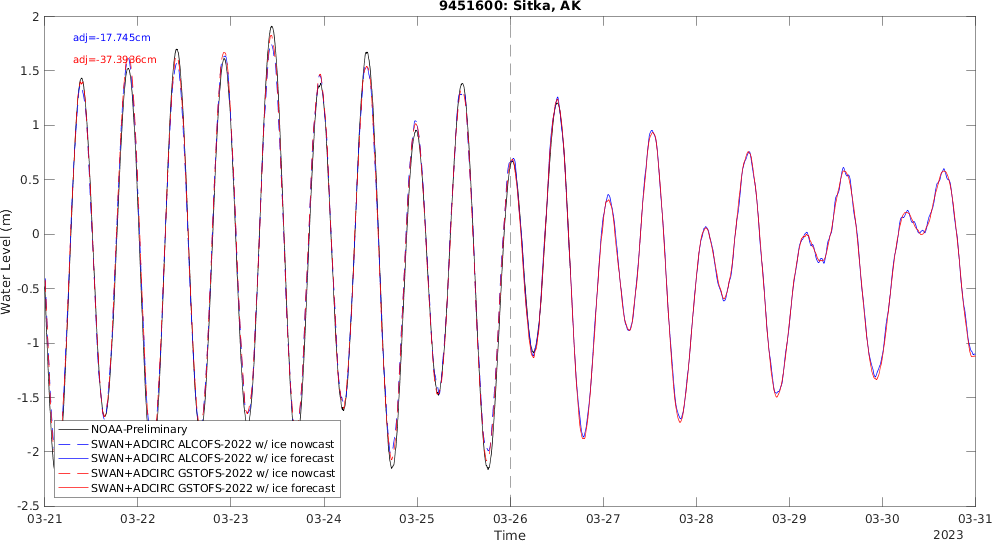 9451600: Sitka, AK
adj=-17.745cm
adj=-37.3936cm
2
1.5
1
0.5
0
-0.5
-1
-1.5
-2
-2.5
Water Level (m)
NOAA-Preliminary
SWAN+ADCIRC ALCOFS-2022 w/ ice nowcast
SWAN+ADCIRC ALCOFS-2022 w/ ice forecast
SWAN+ADCIRC GSTOFS-2022 w/ ice nowcast
SWAN+ADCIRC GSTOFS-2022 w/ ice forecast
03-21 03-22 03-23 03-24 03-25 03-26 03-27 03-28 03-29 03-30 03-31
Time
2023